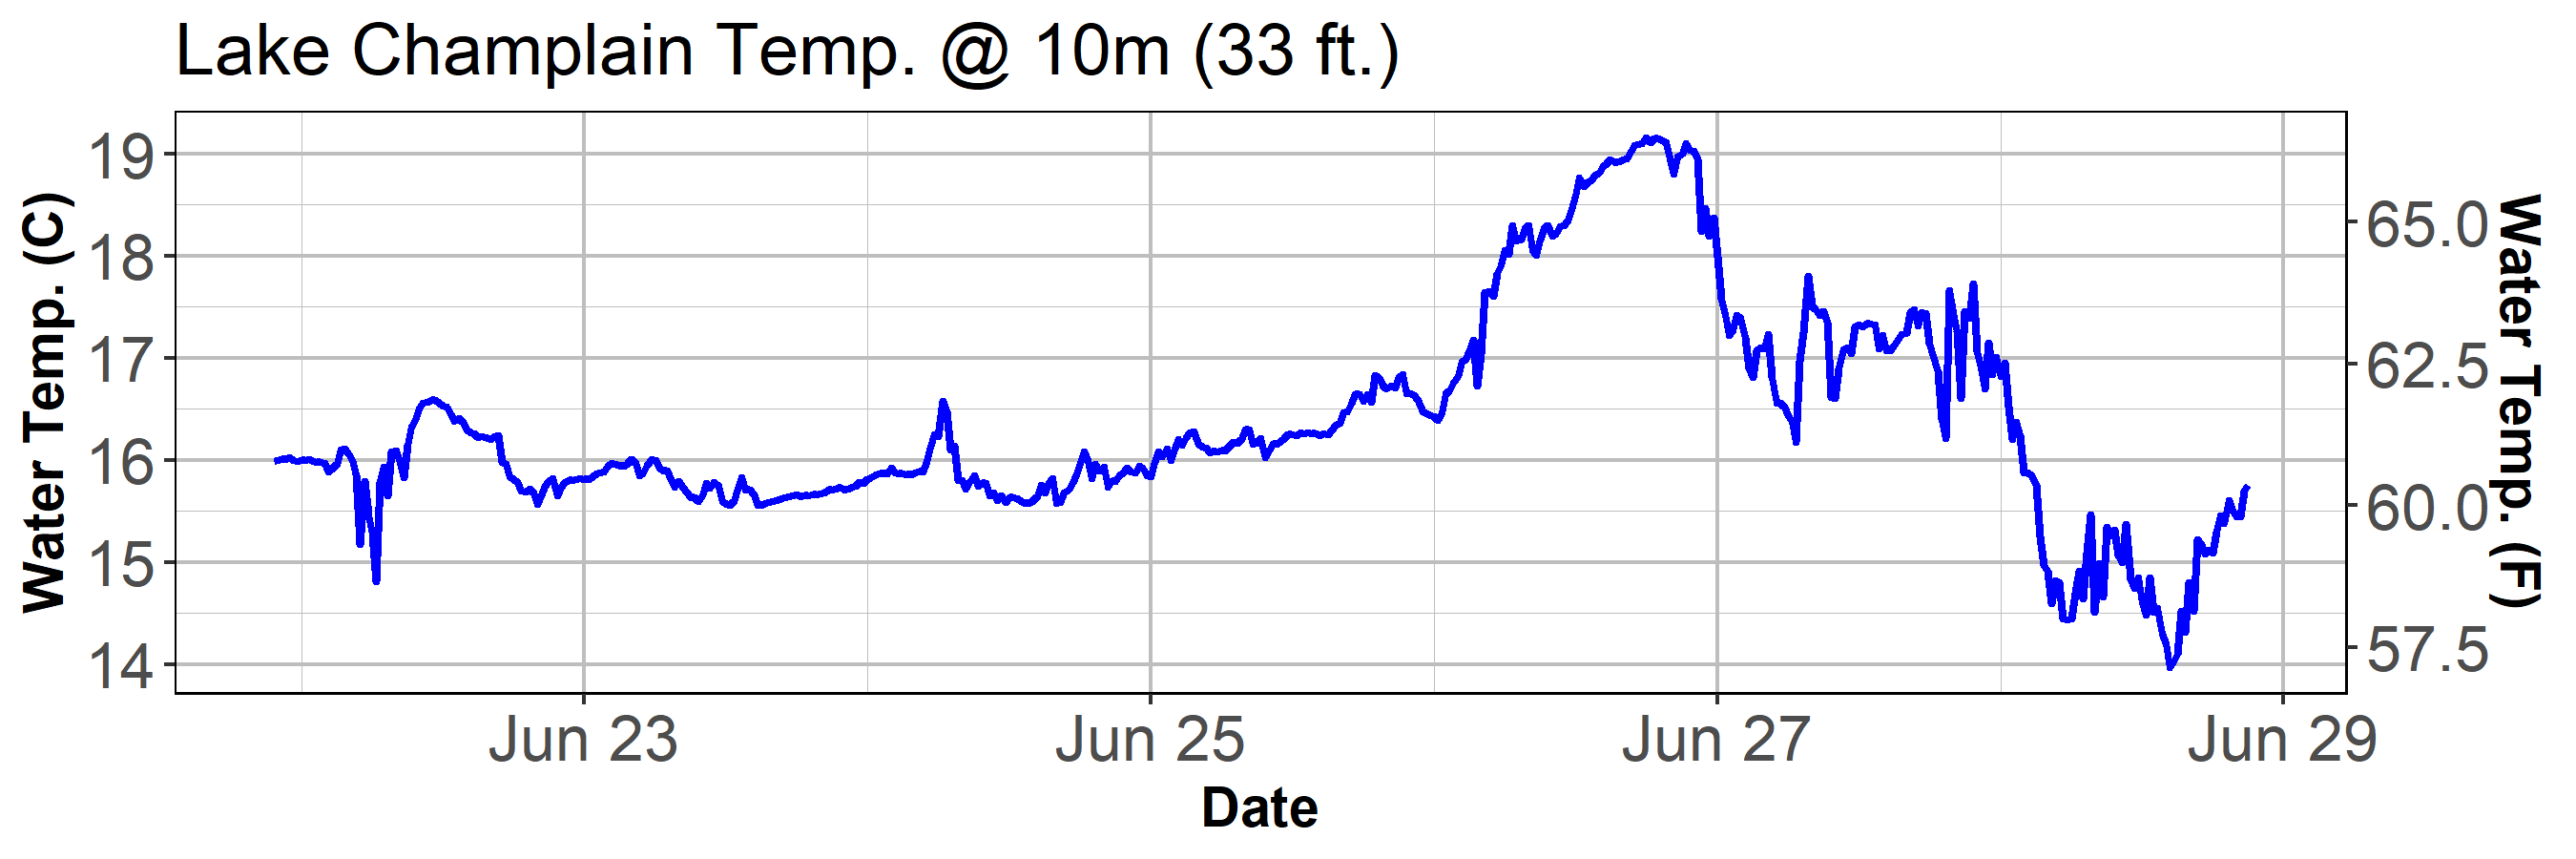 Lake Champlain Temp. @ 10m (33 ft.)
Water Temp. (C)
19
18
17
16
15
14
65.0
62.5
60.0
57.5
Water Temp. (F)
Jun 23
Jun 25
Jun 27
Jun 29
Date